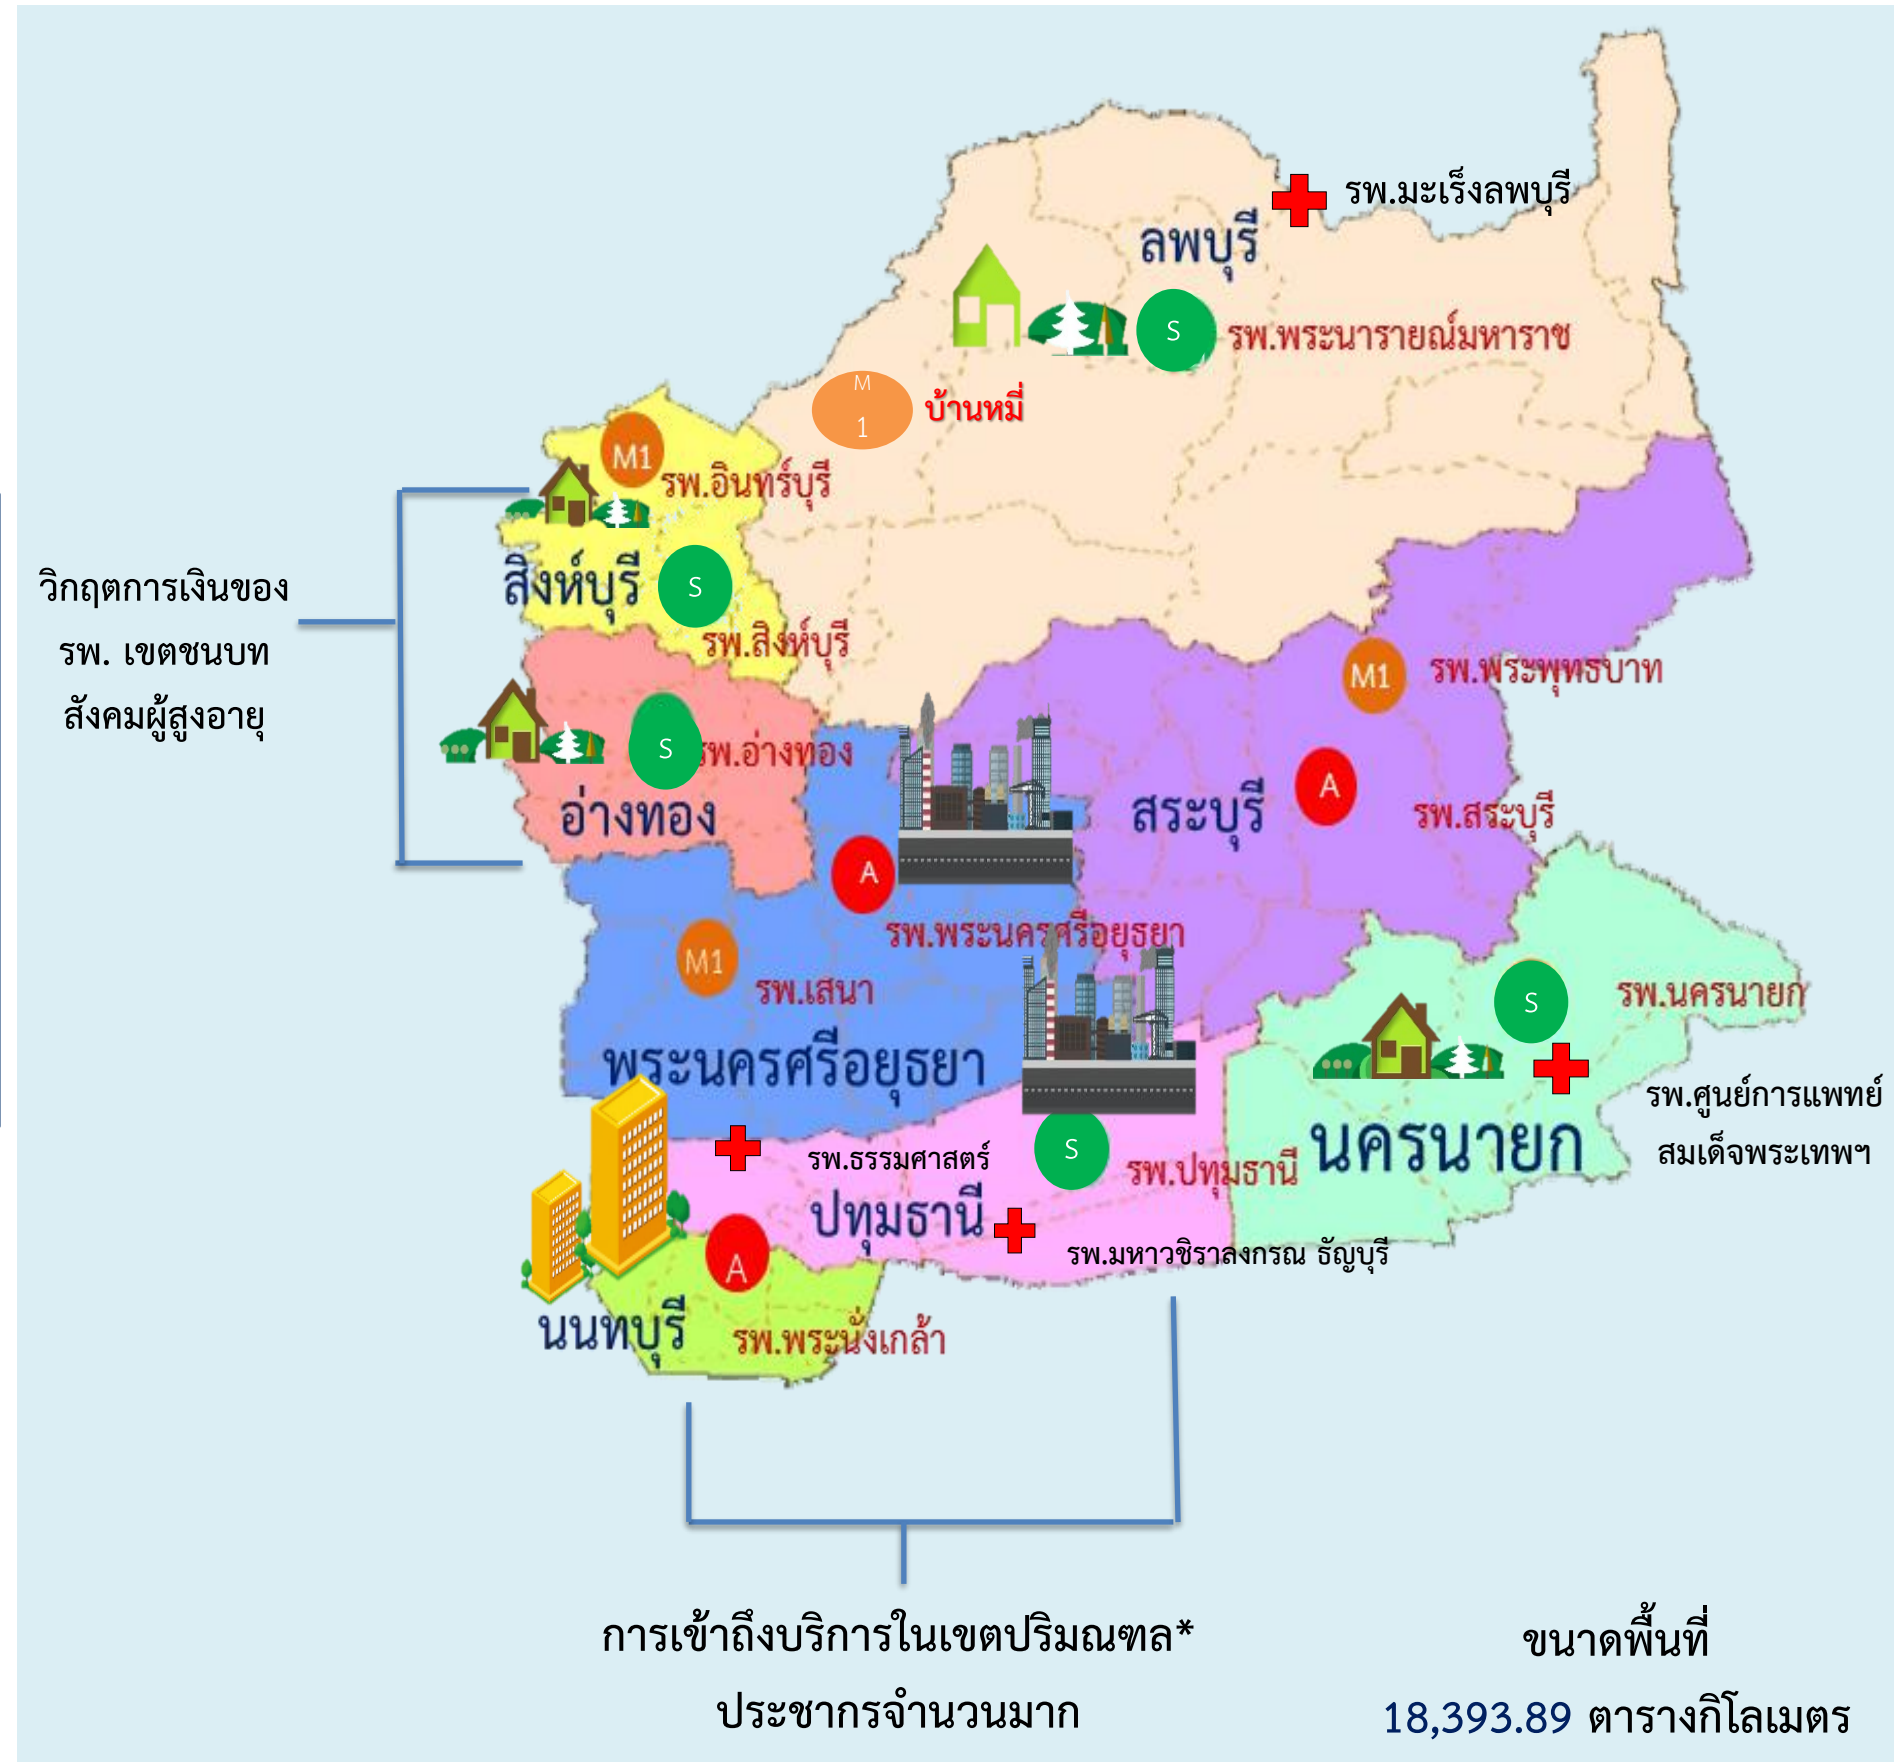 รพ.มะเร็งลพบุรี
ลพบุรี
S
รพ.พระนารายณ์มหาราช
M
1
บ้านหมี่
M1
รพ.อินทร์บุรี
สิงห์บุรี
S
รพ.สิงห์บุรี
วิกฤตการเงินของ
รพ. เขตชนบท
สังคมผู้สูงอายุ
M1
รพ.พระพุทธบาท
S
รพ.อ่างทอง
อ่างทอง
สระบุรี
A
รพ.สระบุรี
A
รพ.พระนครศรีอยุธยา
M1
รพ.เสนา
พระนครศรีอยุธยา
S
รพ.นครนายก
รพ.ศูนย์การแพทย์
สมเด็จพระเทพฯ
นครนายก
รพ.ธรรมศาสตร์
S
รพ.ปทุมธานี
ปทุมธานี
รพ.มหาวชิราลงกรณ ธัญบุรี
A
นนทบุรี
รพ.พระนั่งเกล้า
การเข้าถึงบริการในเขตปริมณฑล*
ประชากรจำนวนมาก
ขนาดพื้นที่
18,393.89 ตารางกิโลเมตร